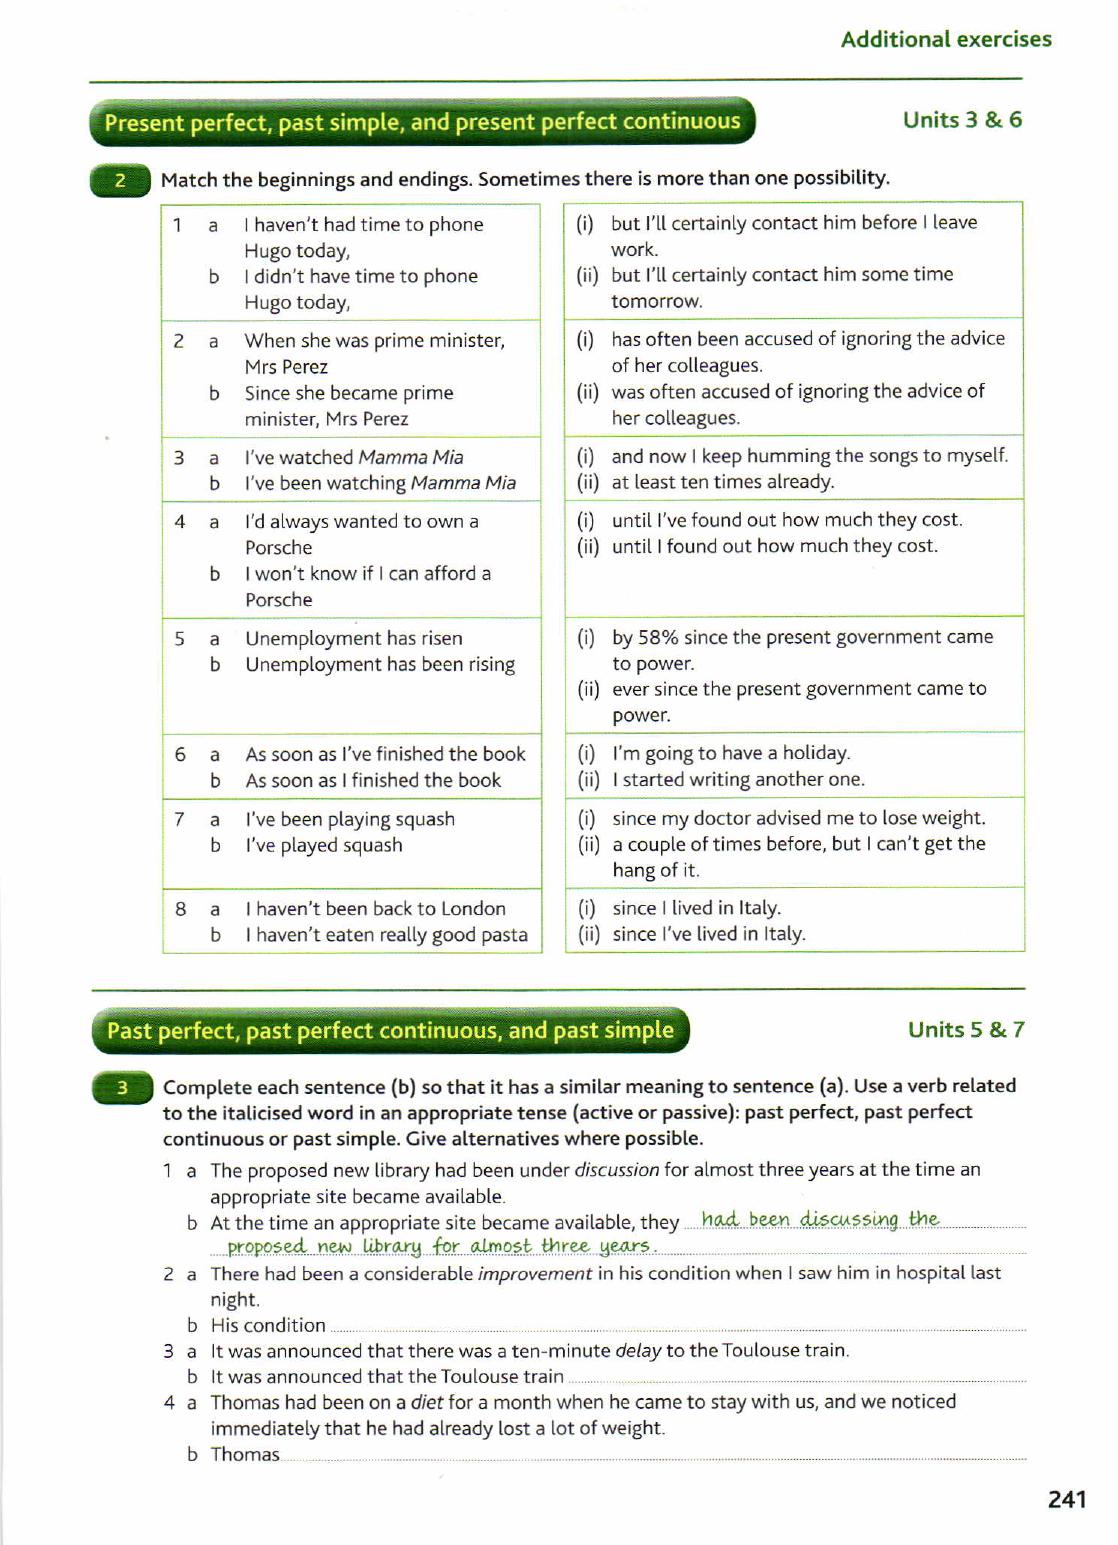 Additional exercises
Present perfect, past simple, and present perfect continuous
Units 3 & 6
2 Match the beginnings and endings. Sometimes there is more than one possibility.
1 a I haven't had time to phone
Hugo today,
b I didn't have time to phone
Hugo today,
(i) but I'll certainly contact him before I leave
work.
(ii) but I'll certainly contact him some time
tomorrow.
2 a When she was prime minister,
Mrs Perez
b Since she became prime
minister, Mrs Perez
(i) has often been accused of ignoring the advice
of her colleagues.
(ii) was often accused of ignoring the advice of
her colleagues.
3 a I've watched Mamma Mia
b I've been watching Mamma Mia
(i) and now I keep humming the songs to myself.
(ii) at least ten times already.
4 a I'd always wanted to own a
Porsche
b I won't know if I can afford a
Porsche
(i) until I've found out how much they cost.
(ii) until I found out how much they cost.
5 a Unemployment has risen
b Unemployment has been rising
(i) by 58% since the present government came
to power.
(ii) ever since the present government came to
power.
6 a As soon as I've finished the book
b As soon as I finished the book
(i) I'm going to have a holiday.
(ii) I started writing another one.
7 a I've been playing squash
b I've played squash
(i) since my doctor advised me to lose weight.
(ii) a couple of times before, but I can't get the
hang of it.
8 a I haven't been back to London
b I haven't eaten really good pasta
(i) since I lived in Italy.
(ii) since I've lived in Italy.
Past perfect, past perfect continuous, and past simple
Units 5 & 7
3 Complete each sentence (b) so that it has a similar meaning to sentence (a). Use a verb related
to the italicised word in an appropriate tense (active or passive): past perfect, past perfect
continuous or past simple. Give alternatives where possible.
1 a The proposed new library had been under discussion for almost three years at the time an
appropriate site became available.
b At the time an appropriate site became available, they had been discussing the
proposed new library for almost three years.
2 a There had been a considerable improvement in his condition when I saw him in hospital last
night.
b His condition
3 a It was announced that there was a ten-minute delay to the Toulouse train.
b It was announced that the Toulouse train
4 a Thomas had been on a diet for a month when he came to stay with us, and we noticed
immediately that he had already lost a lot of weight.
b Thomas
241